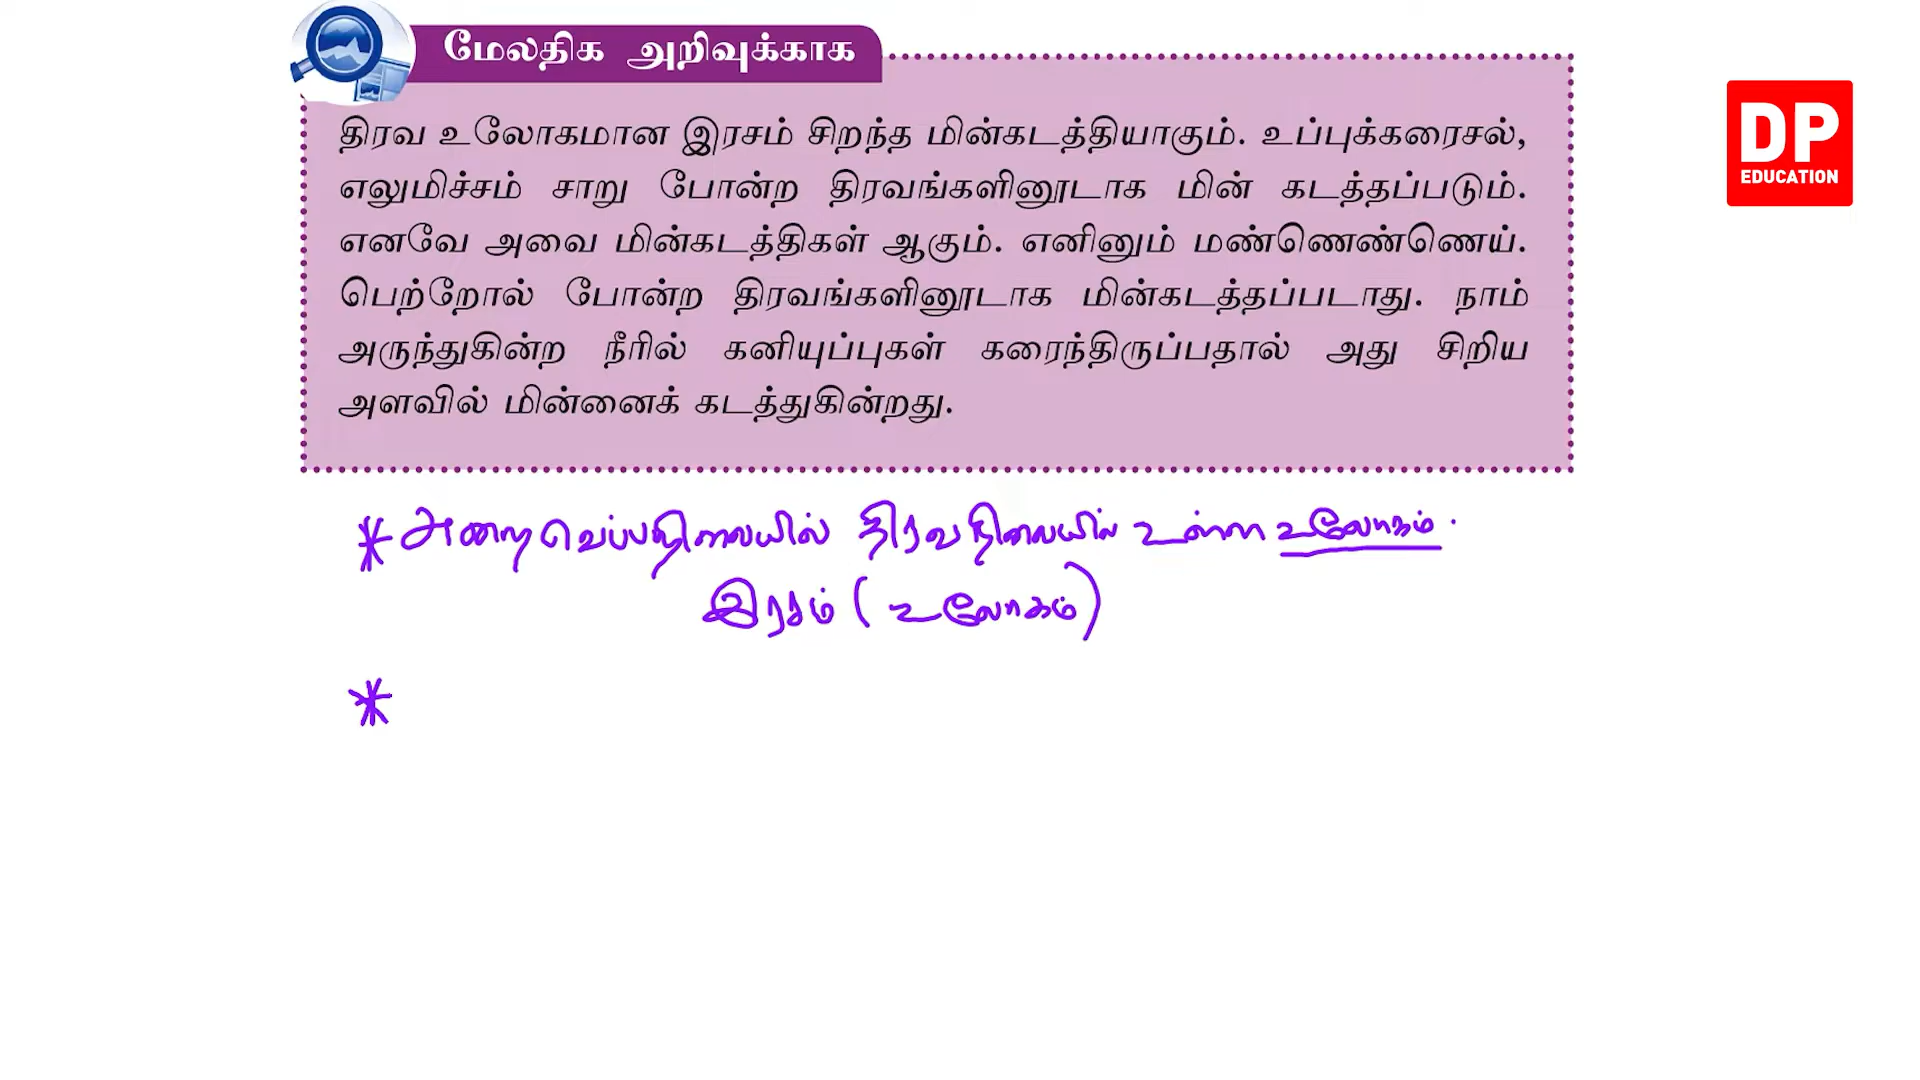 மேலதிக அறிவுக்காக
DP
EDUCATION
திரவ உலோகமான இரசம் சிறந்த மின்கடத்தியாகும். உப்புக்கரைசல்,
எலுமிச்சம் சாறு போன்ற திரவங்களினூடாக மின் கடத்தப்படும்.
எனவே அவை மின்கடத்திகள் ஆகும். எனினும் மண்ணெண்ணெய்.
பெற்றோல் போன்ற திரவங்களினூடாக மின்கடத்தப்படாது. நாம்
அருந்துகின்ற நீரில் கனியுப்புகள் கரைந்திருப்பதால் அது சிறிய
அளவில் மின்னைக் கடத்துகின்றது.
* அறை வெப்பநிலையில் திரவ நிலையில் உள்ள உலோகம்.
இரசம் (உலோகம்)
*